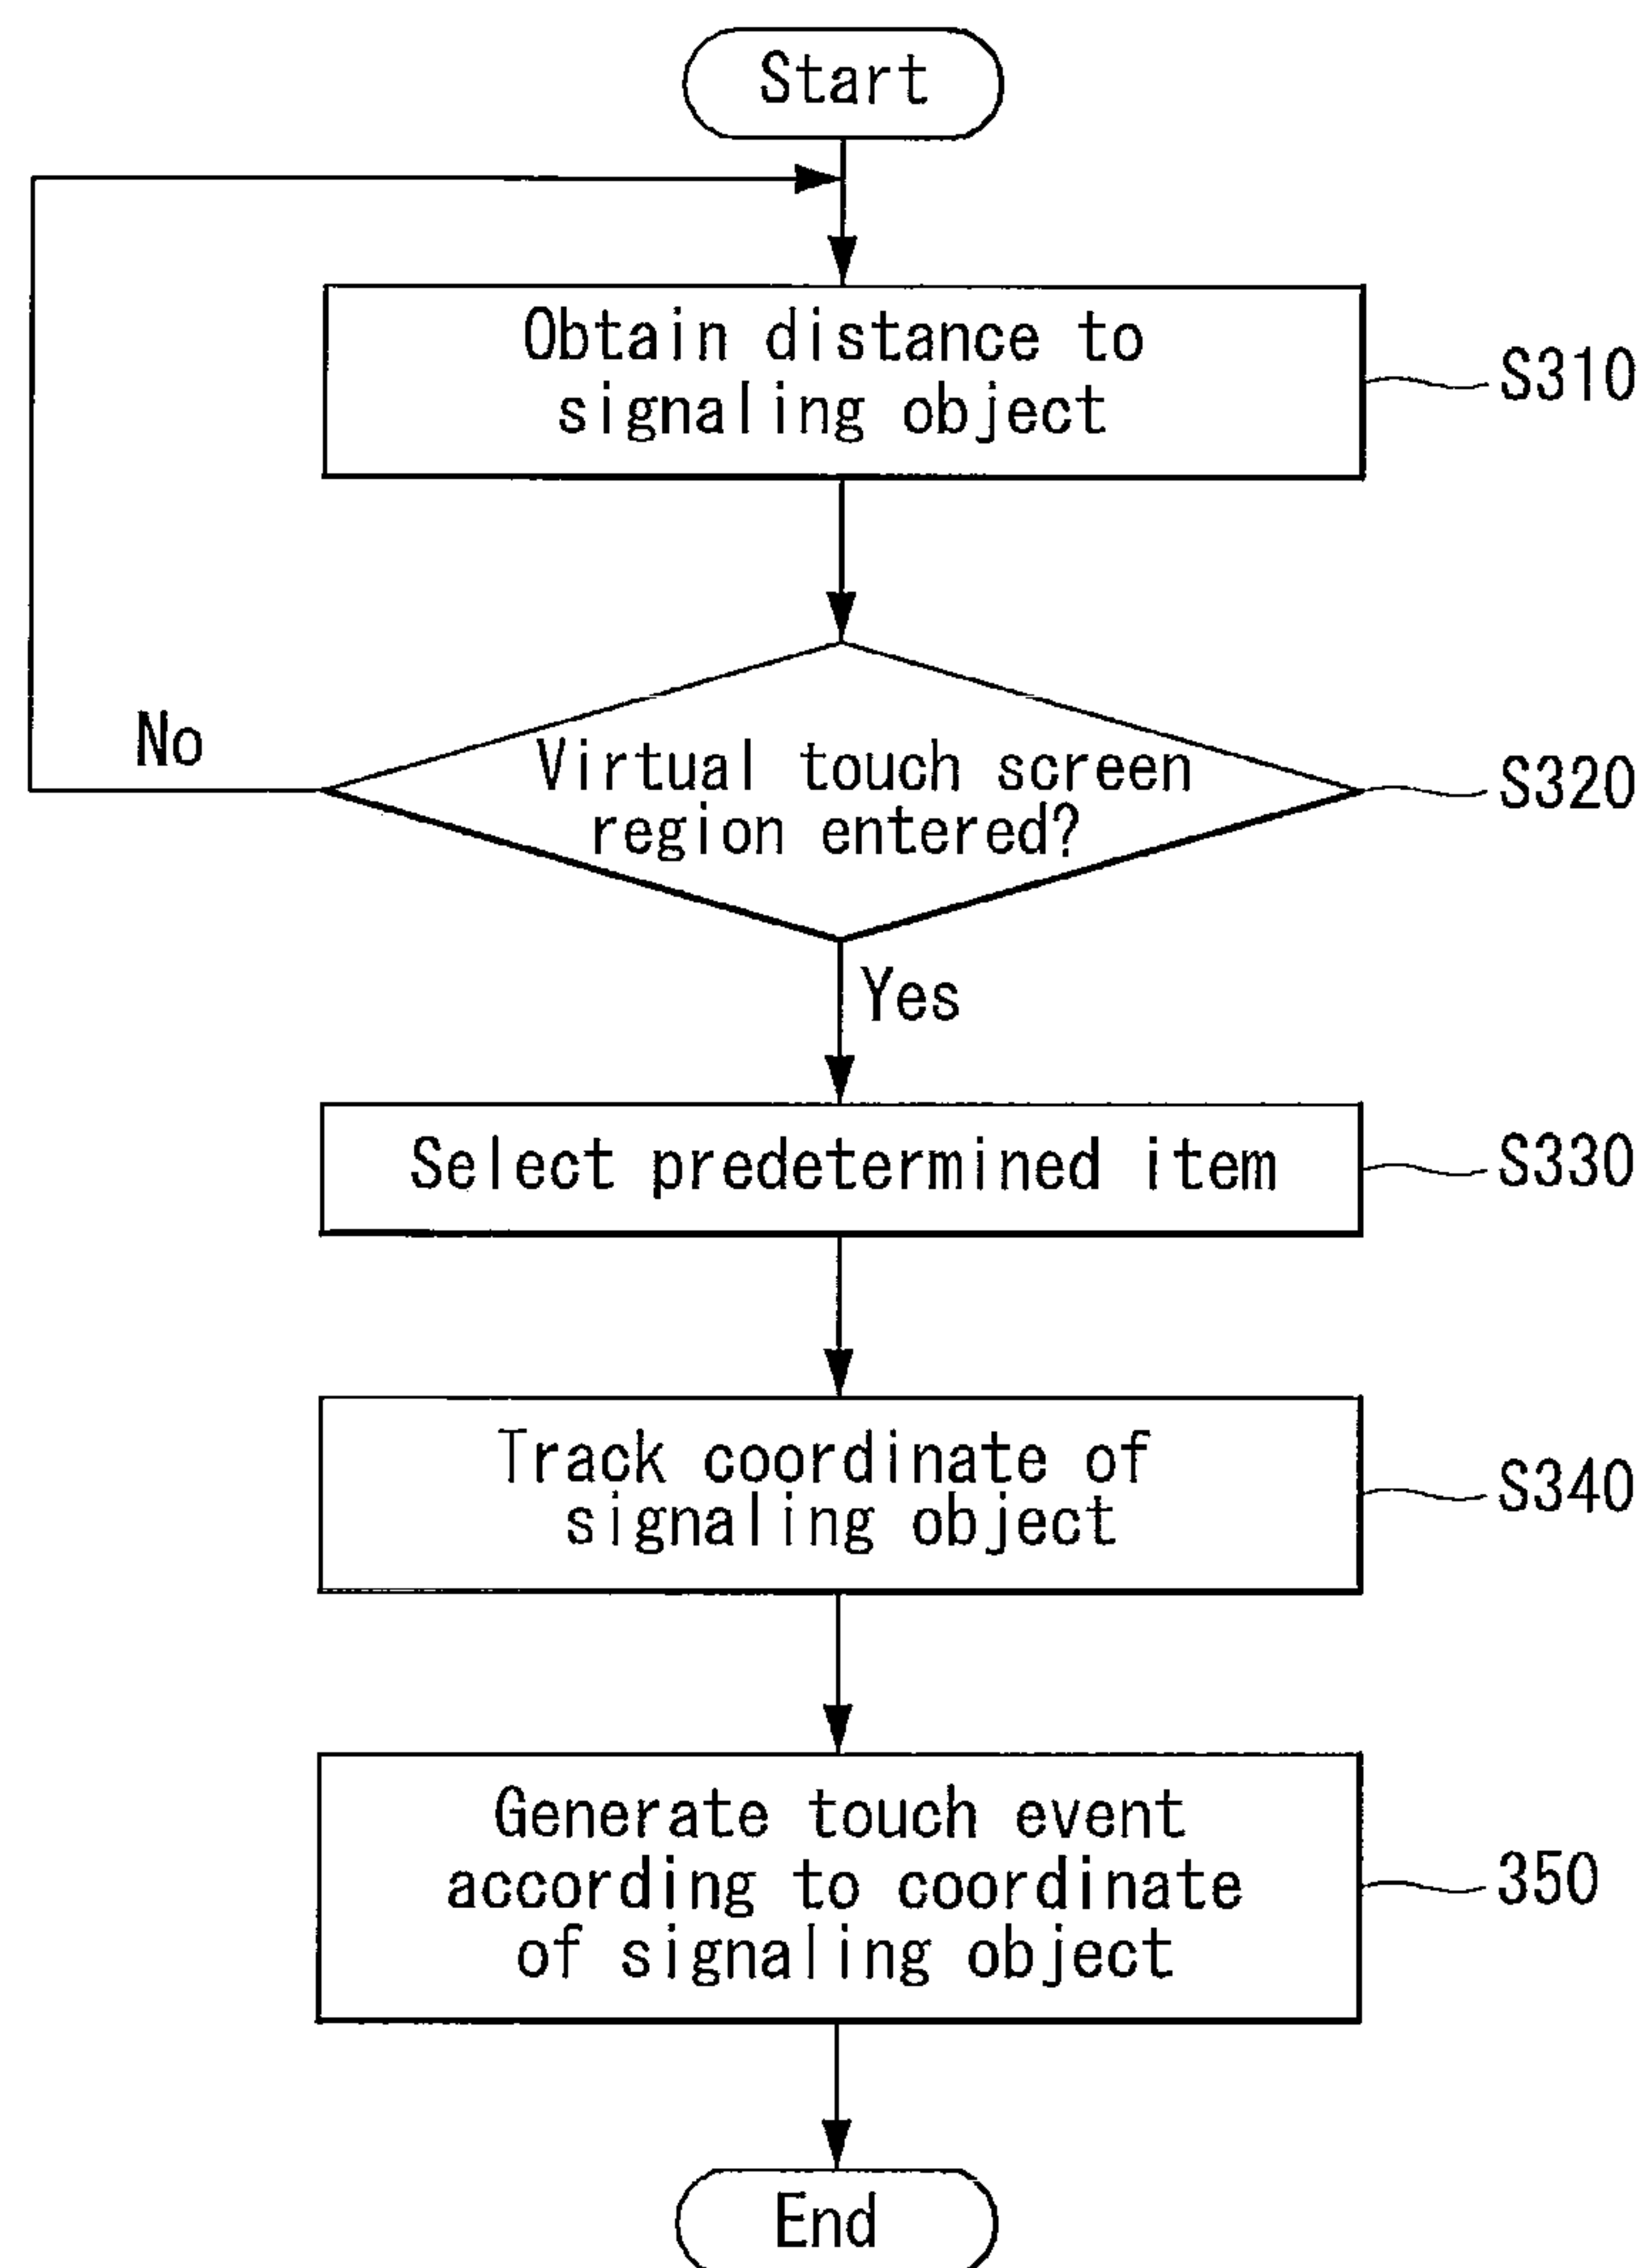 Start
Obtain distance to
signaling object
S310
Virtual touch screen
region entered?
S320
No
Yes
Select predetermined item
S330
Track coordinate of
signaling object
S340
Generate touch event
according to coordinate
of signaling object
350
End